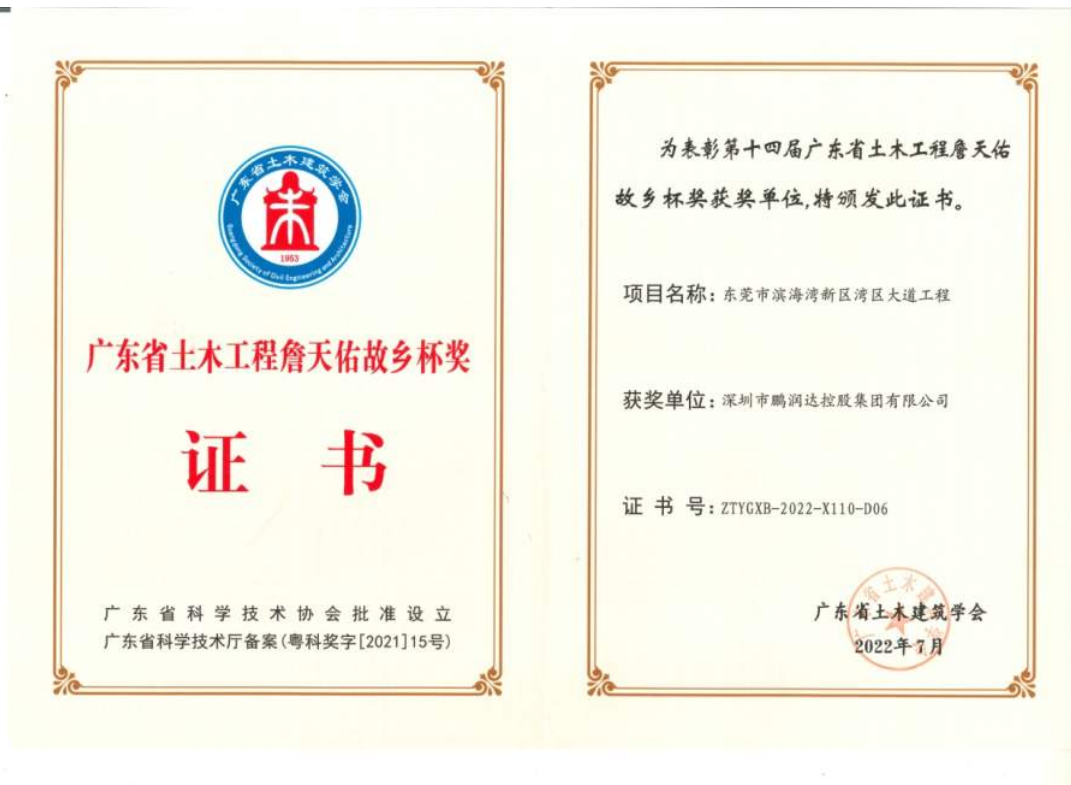 广东省土木建筑学会
1953
Guangdong Society of Civil Engineering and Architecture
广东省土木工程詹天佑故乡杯奖
证 书
广东省科学技术协会批准设立
广东省科学技术厅备案(粤科奖字[2021]15号)
为表彰第十四届广东省土木工程詹天佑
故乡杯奖获奖单位,特颁发此证书。
项目名称:东莞市滨海湾新区湾区大道工程
获奖单位:深圳市鹏润达控股集团有限公司
证 书 号:ZTYGXB-2022-X110-D06
广东省土木建筑学会
2022年7月